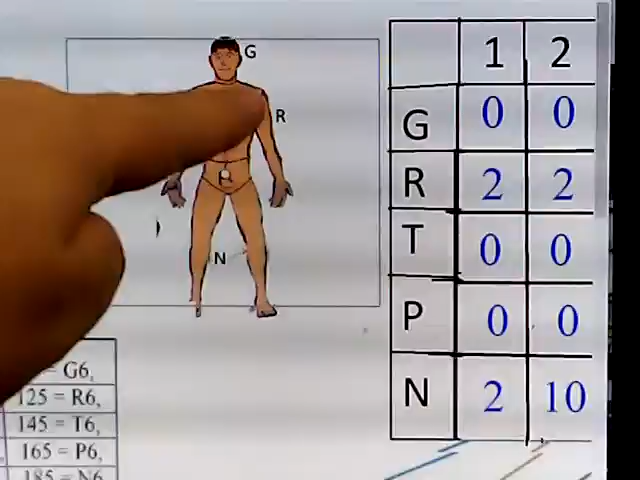 G
R
N
1 2
G 0 0
R 2 2
T 0 0
P 0 0
N 2 10
= G6,
125 = R6,
145 = T6,
165 = P6,
185 = N6